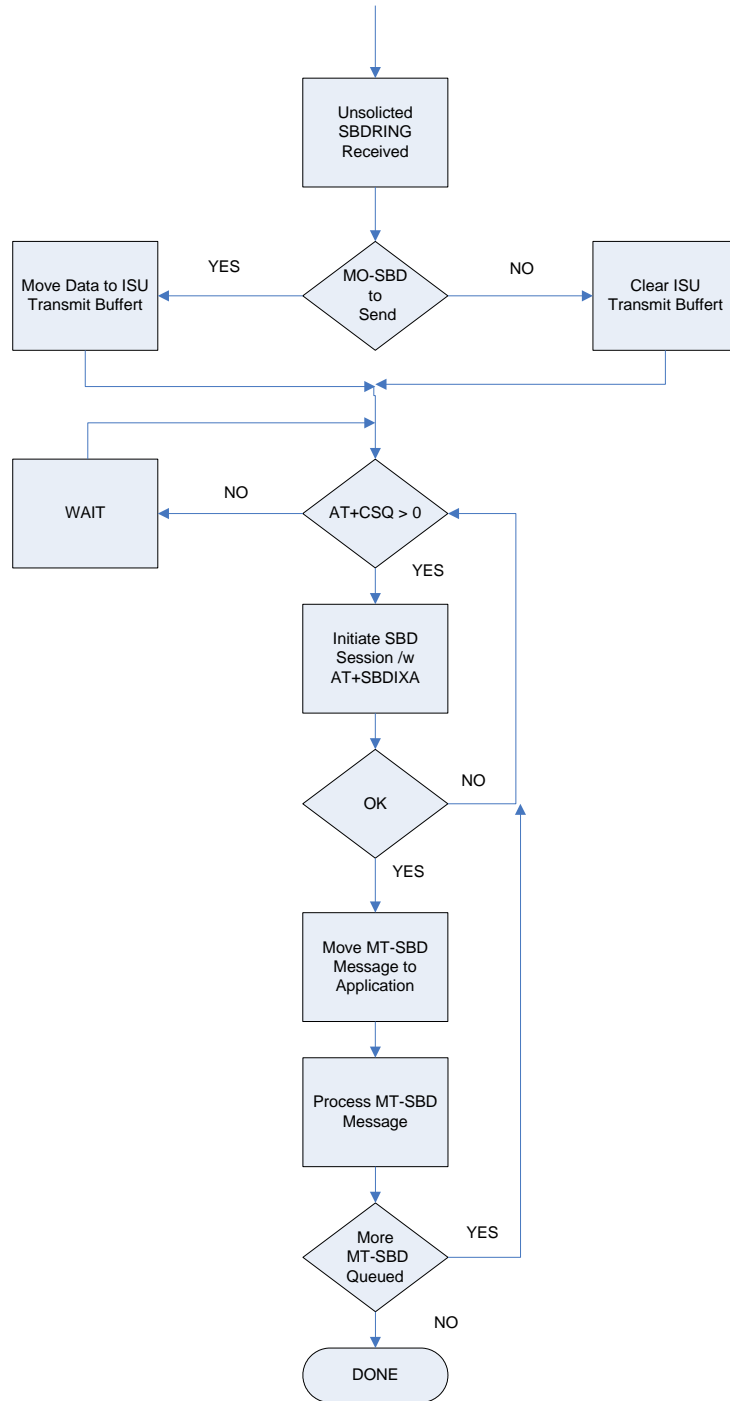 Unsolicted
SBDRING
Received
MO-SBD
to
Send
YES
NO
Move Data to ISU
Transmit Buffert
Clear ISU
Transmit Buffert
AT+CSQ > 0
NO
WAIT
YES
Initiate SBD
Session /w
AT+SBDIXA
OK
NO
YES
Move MT-SBD
Message to
Application
Process MT-SBD
Message
More
MT-SBD
Queued
YES
NO
DONE